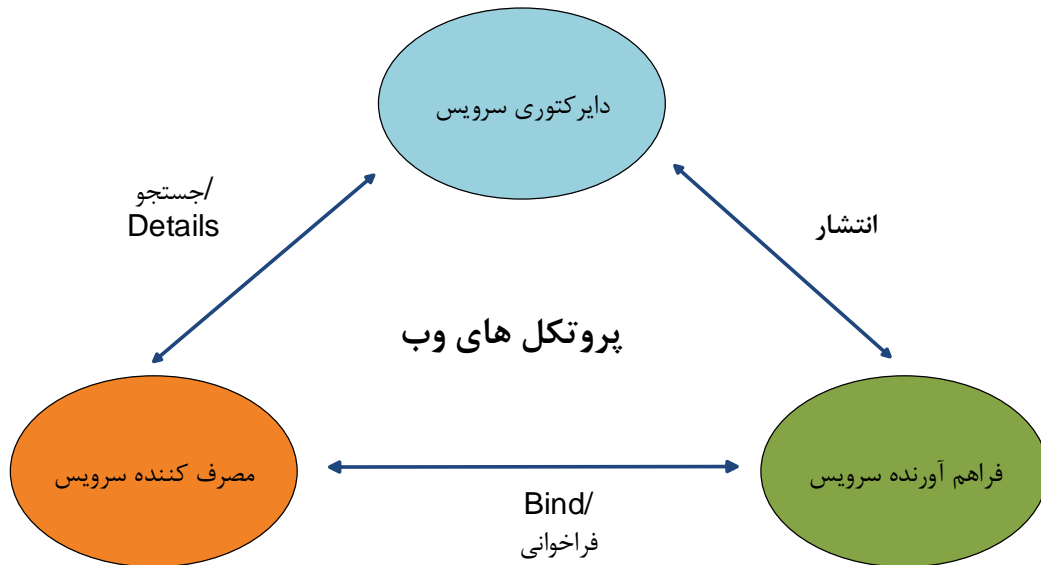 دایرکتوری سرویس
جستجو/
Details
انتشار
پروتکل های وب
مصرف کننده سرویس
فراهم آورنده سرویس
Bind/
فراخوانی